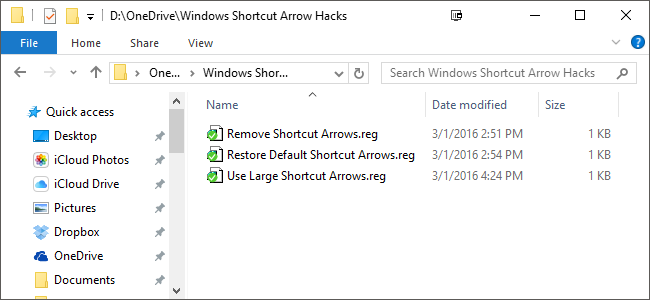 D:\OneDrive\Windows Shortcut Arrow Hacks
File Home Share View
One... Windows Shor... Search Windows Shortcut Arrow Hacks
Name Date modified Size
Quick access
Desktop
iCloud Photos
iCloud Drive
Pictures
Dropbox
OneDrive
Documents
Remove Shortcut Arrows.reg 3/1/2016 2:51 PM 1 KB
Restore Default Shortcut Arrows.reg 3/1/2016 2:54 PM 1 KB
Use Large Shortcut Arrows.reg 3/1/2016 4:24 PM 1 KB